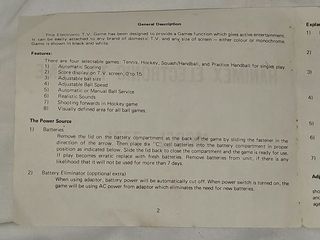 General Description
This Electronic T.V. Game has been designed to provide a Games function which gives active entertainment.
It can be easily attached to any brand of domestic T.V. and any size of screen – either colour or monochrome.
Game is shown in black and white.
Features:
There are four selectable games: Tennis, Hockey, Squash/Handball, and Practice Handball for singles play.
1) Automatic Scoring
2) Score display on T.V. screen, 0 to 15
3) Adjustable bat size
4) Adjustable Ball Speed
5) Automatic or Manual Ball Service
6) Realistic Sounds
7) Shooting forwards in Hockey game
8) Visually defined area for all ball games.
The Power Source
1) Batteries
Remove the lid on the battery compartment as the back of the game by sliding the fastener in the
direction of the arrow. Then place six 'C' cell batteries into the battery compartment in proper
position as indicated below. Slide the lid back to close the compartment and the game is ready for use.
If play becomes erratic replace with fresh batteries. Remove batteries from unit, if there is any
likelihood that it will not be used for more than 7 days.
2) Battery Eliminator (optional extra)
When using adaptor, battery power will be automatically cut off. When power switch is turned on, the
game will be using AC power from adaptor which eliminates the need for new batteries.
2
Expla
1)
2)
3)
4)
5)
6)
7)
Adj